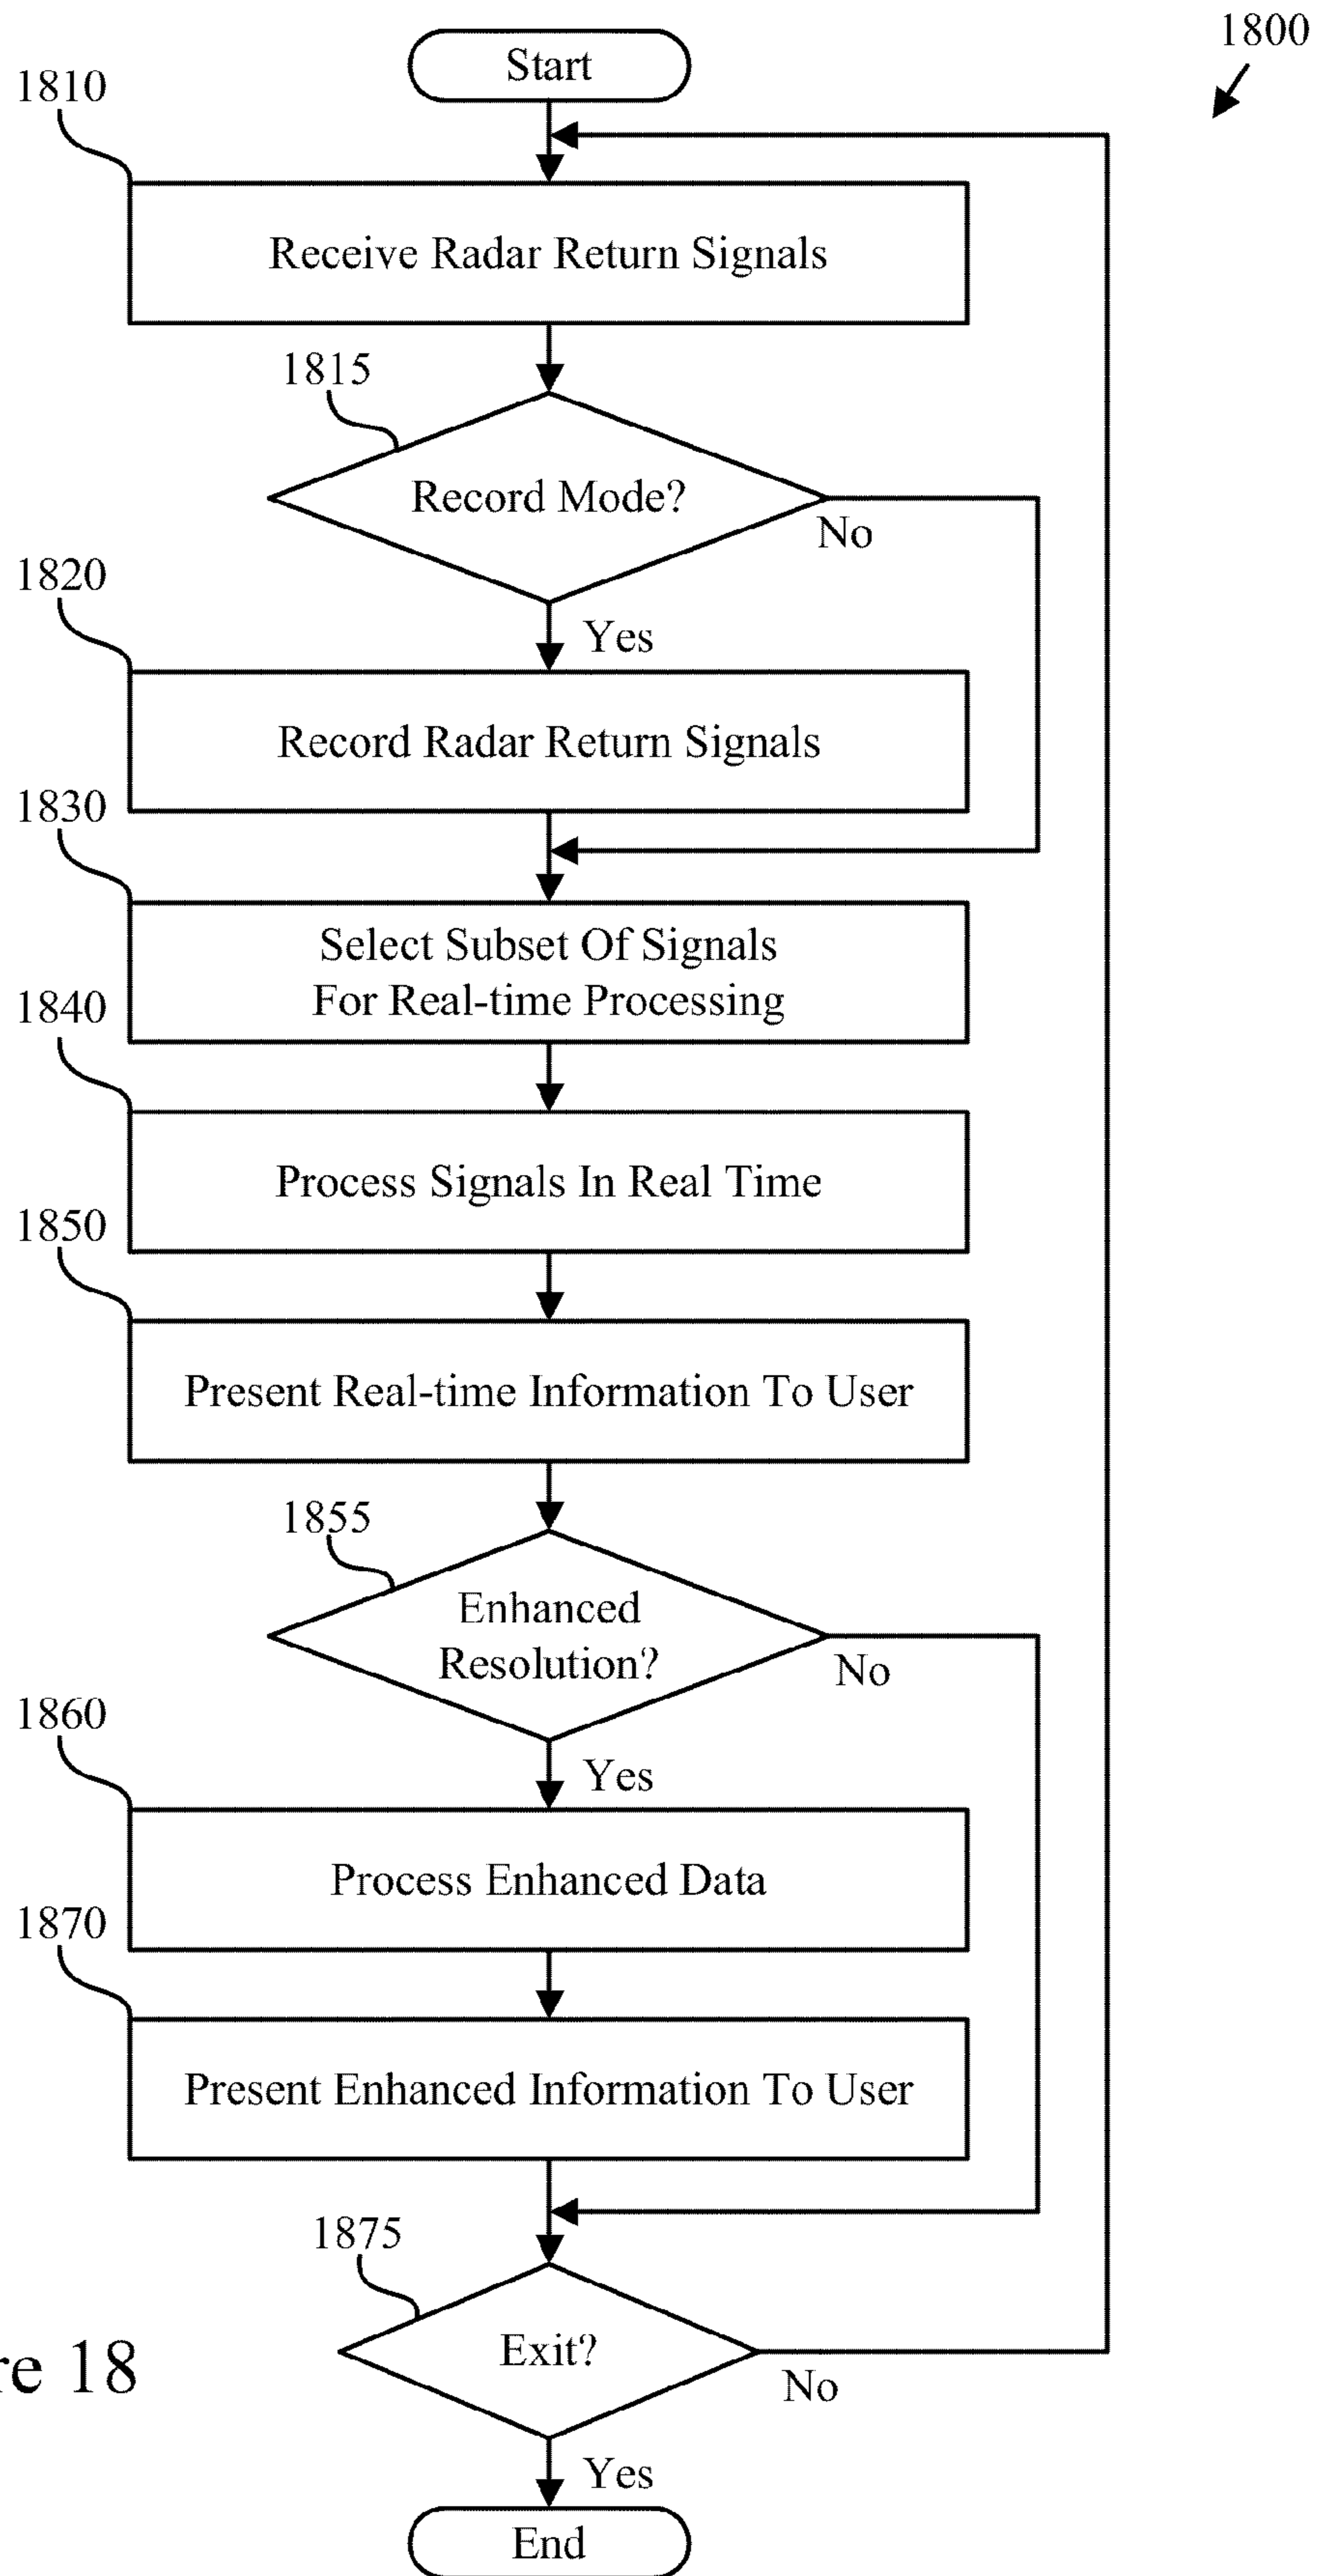 1800
Start
1810
Receive Radar Return Signals
1815
Record Mode?
No
1820
Yes
Record Radar Return Signals
1830
Select Subset Of Signals
For Real-time Processing
1840
Process Signals In Real Time
1850
Present Real-time Information To User
1855
Enhanced
Resolution?
No
1860
Yes
Process Enhanced Data
1870
Present Enhanced Information To User
1875
Exit?
No
re 18
Yes
End